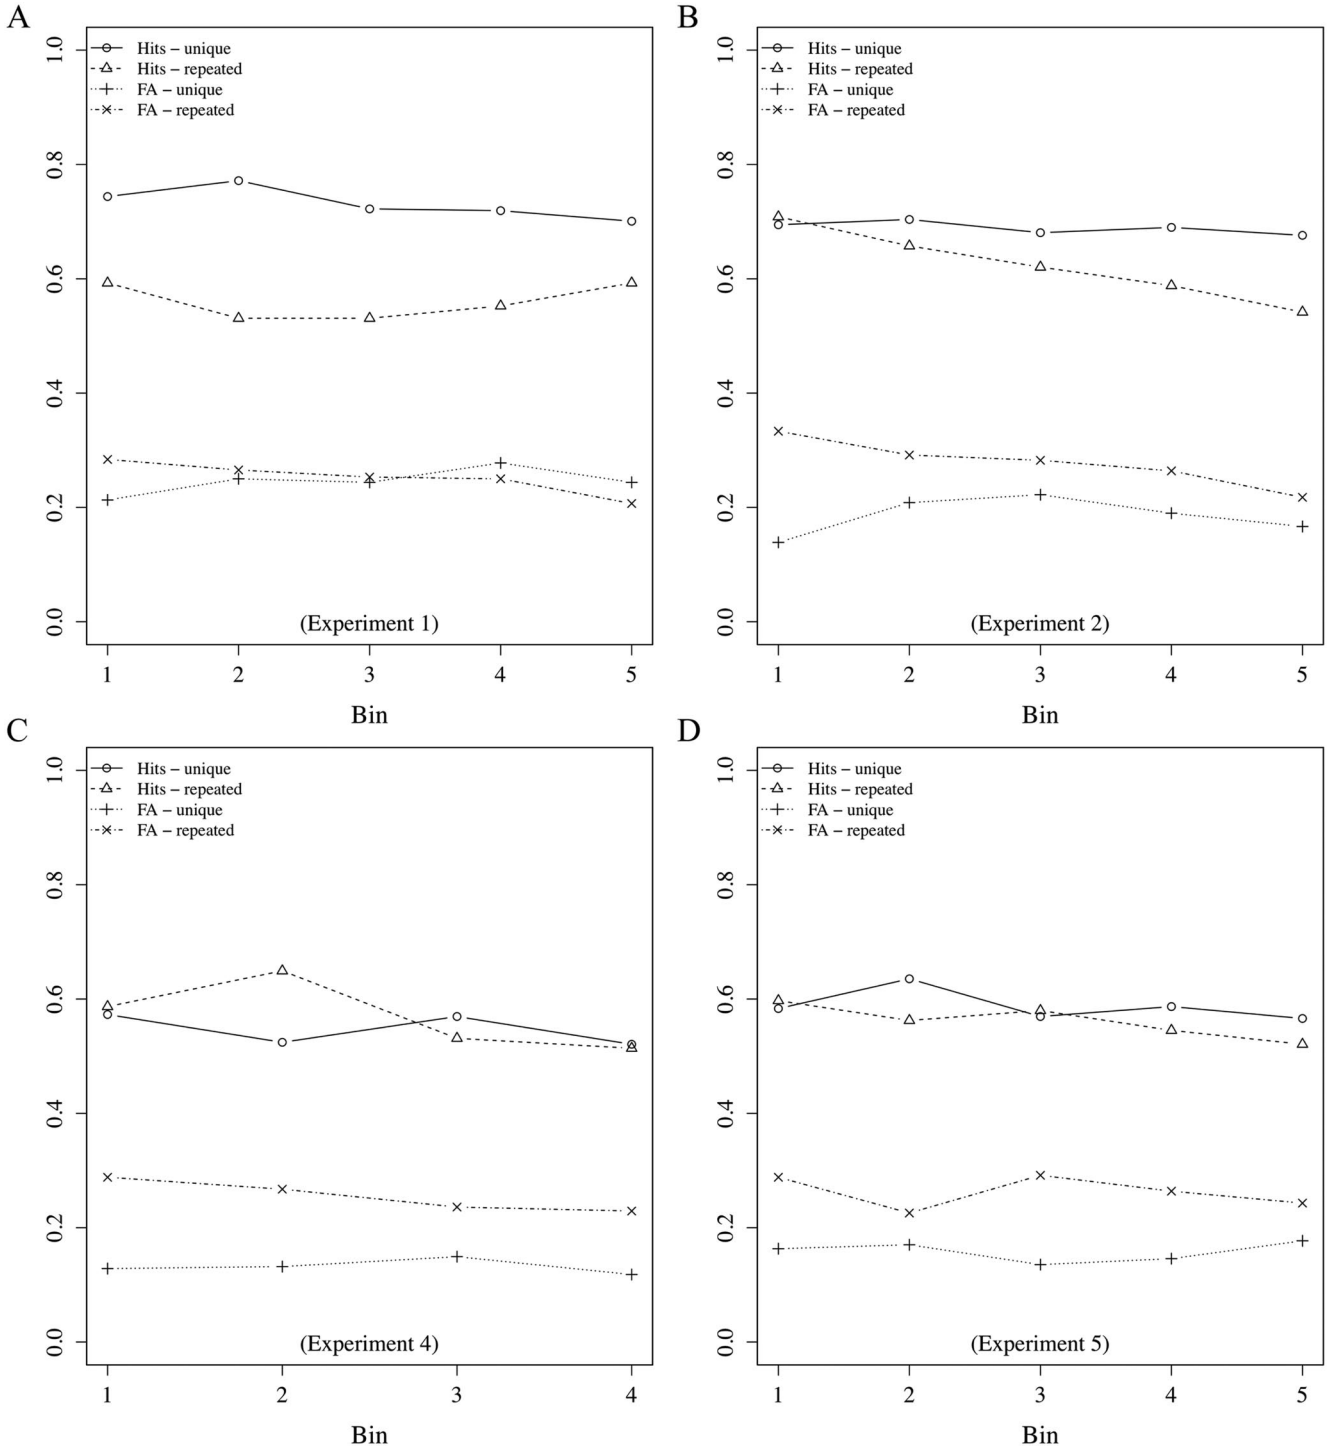 A
1.0
Hits – unique
Hits – repeated
FA – unique
FA – repeated
0.8
0.6
0.4
0.2
0.0
(Experiment 1)
1 2 3 4 5
Bin
B
1.0
Hits – unique
Hits – repeated
FA – unique
FA – repeated
0.8
0.6
0.4
0.2
0.0
(Experiment 2)
1 2 3 4 5
Bin
C
1.0
Hits – unique
Hits – repeated
FA – unique
FA – repeated
0.8
0.6
0.4
0.2
0.0
(Experiment 4)
1 2 3 4
Bin
D
1.0
Hits – unique
Hits – repeated
FA – unique
FA – repeated
0.8
0.6
0.4
0.2
0.0
(Experiment 5)
1 2 3 4 5
Bin